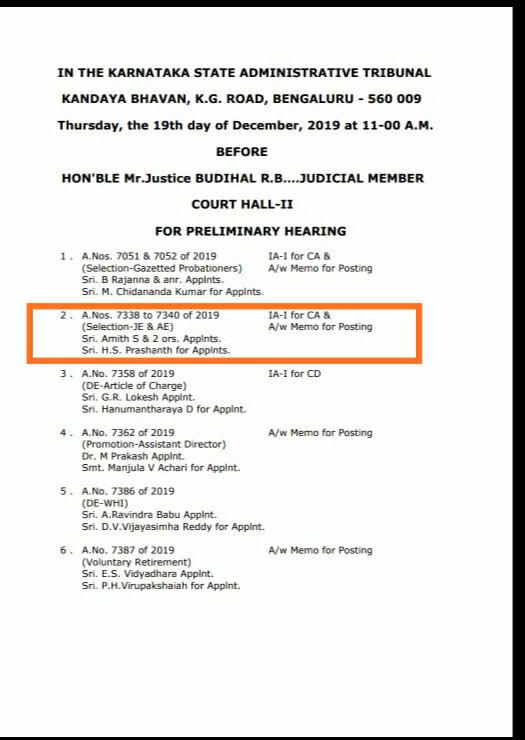 IN THE KARNATAKA STATE ADMINISTRATIVE TRIBUNAL
KANDAYA BHAVAN, K.G. ROAD, BENGALURU - 560 009
Thursday, the 19th day of December, 2019 at 11-00 A.M.
BEFORE
HON'BLE Mr.Justice BUDIHAL R.B....JUDICIAL MEMBER
COURT HALL-II
FOR PRELIMINARY HEARING
1 . A.Nos. 7051 & 7052 of 2019 IA-I for CA &
(Selection-Gazetted Probationers) A/w Memo for Posting
Sri. B Rajanna & anr. Applnts.
Sri. M. Chidananda Kumar for Applnts.
2 . A.Nos. 7338 to 7340 of 2019 IA-I for CA &
(Selection-JE & AE) A/w Memo for Posting
Sri. Amith S & 2 ors. Applnts.
Sri. H.S. Prashanth for Applnts.
3 . A.No. 7358 of 2019 IA-I for CD
(DE-Article of Charge)
Sri. G.R. Lokesh Applnt.
Sri. Hanumantharaya D for Applnt.
4 . A.No. 7362 of 2019 A/w Memo for Posting
(Promotion-Assistant Director)
Dr. M Prakash Applnt.
Smt. Manjula V Achari for Applnt.
5 . A.No. 7386 of 2019
(DE-WHI)
Sri. A.Ravindra Babu Applnt.
Sri. D.V.Vijayasimha Reddy for Applnt.
6 . A.No. 7387 of 2019 A/w Memo for Posting
(Voluntary Retirement)
Sri. E.S. Vidyadhara Applnt.
Sri. P.H.Virupakshaiah for Applnt.